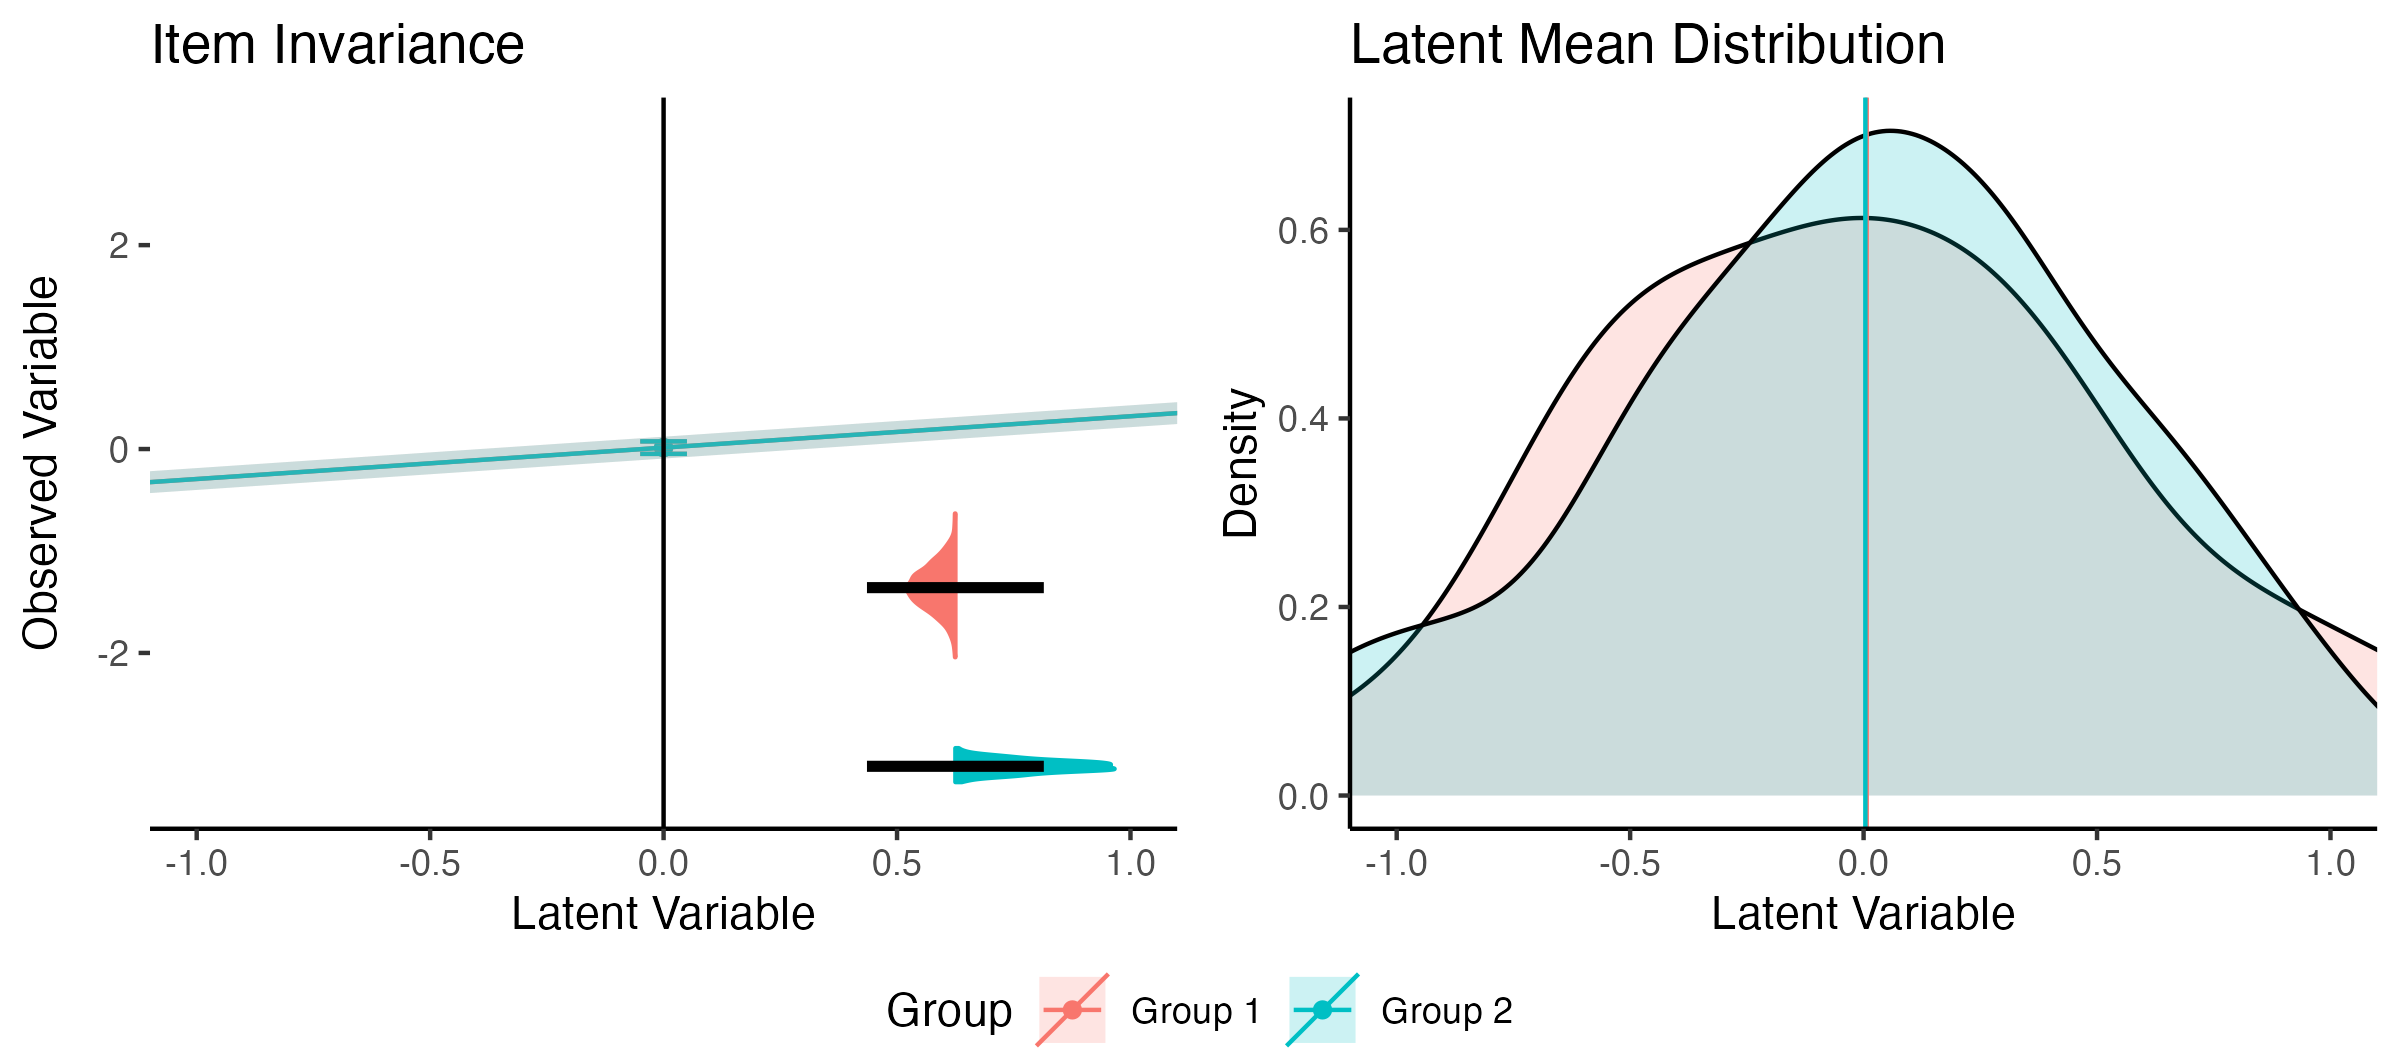 Item Invariance
Observed Variable
2
0
-2
-1.0 -0.5 0.0 0.5 1.0
Latent Variable
Latent Mean Distribution
Density
0.6
0.4
0.2
0.0
-1.0 -0.5 0.0 0.5 1.0
Latent Variable
Group Group 1 Group 2